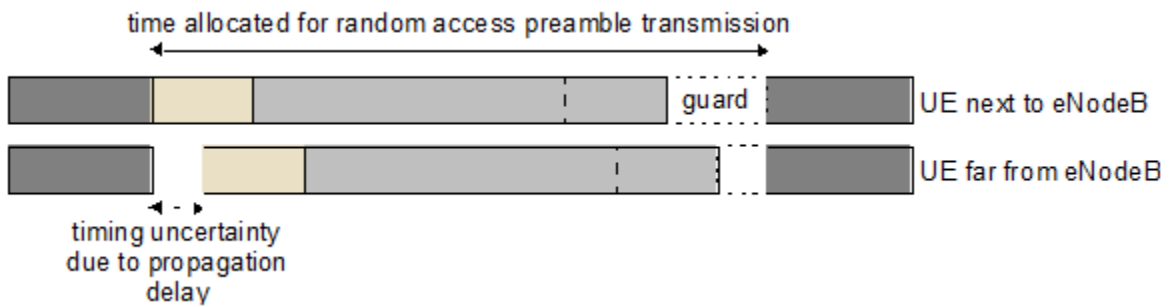 time allocated for random access preamble transmission
guard
UE next to eNodeB
UE far from eNodeB
timing uncertainty
due to propagation
delay